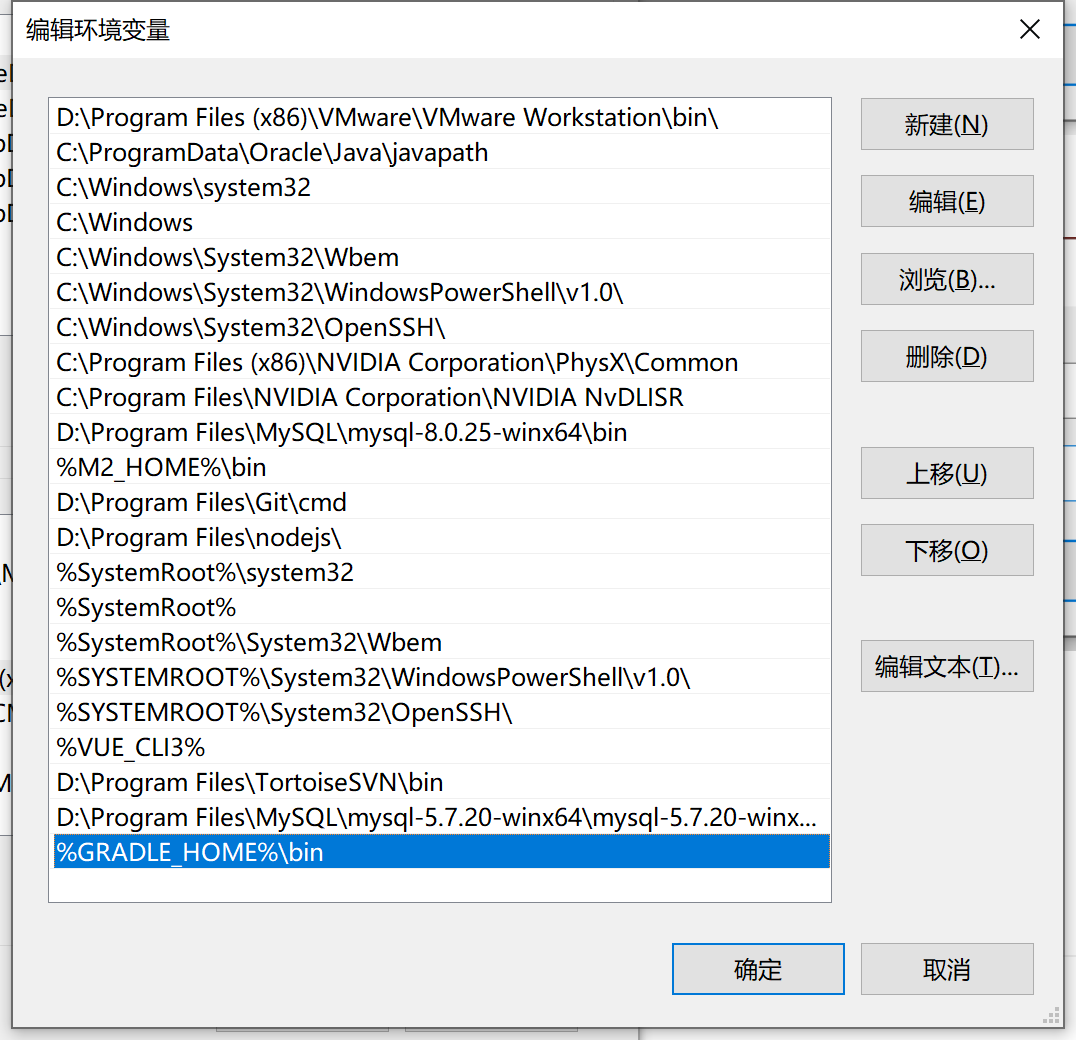 编辑环境变量
D:\Program Files (x86)\VMware\VMware Workstation\bin\
C:\ProgramData\Oracle\Java\javapath
C:\Windows\system32
C:\Windows
C:\Windows\System32\Wbem
C:\Windows\System32\WindowsPowerShell\v1.0\
C:\Windows\System32\OpenSSH\
C:\Program Files (x86)\NVIDIA Corporation\PhysX\Common
C:\Program Files\NVIDIA Corporation\NVIDIA NvDLISR
D:\Program Files\MySQL\mysql-8.0.25-winx64\bin
%M2_HOME%\bin
D:\Program Files\Git\cmd
D:\Program Files\nodejs\
%SystemRoot%\system32
%SystemRoot%
%SystemRoot%\System32\Wbem
%SYSTEMROOT%\System32\WindowsPowerShell\v1.0\
%SYSTEMROOT%\System32\OpenSSH\
%VUE_CLI3%
D:\Program Files\TortoiseSVN\bin
D:\Program Files\MySQL\mysql-5.7.20-winx64\mysql-5.7.20-winx...
%GRADLE_HOME%\bin
新建(N)
编辑(E)
浏览(B)...
删除(D)
上移(U)
下移(O)
编辑文本(T)...
确定
取消